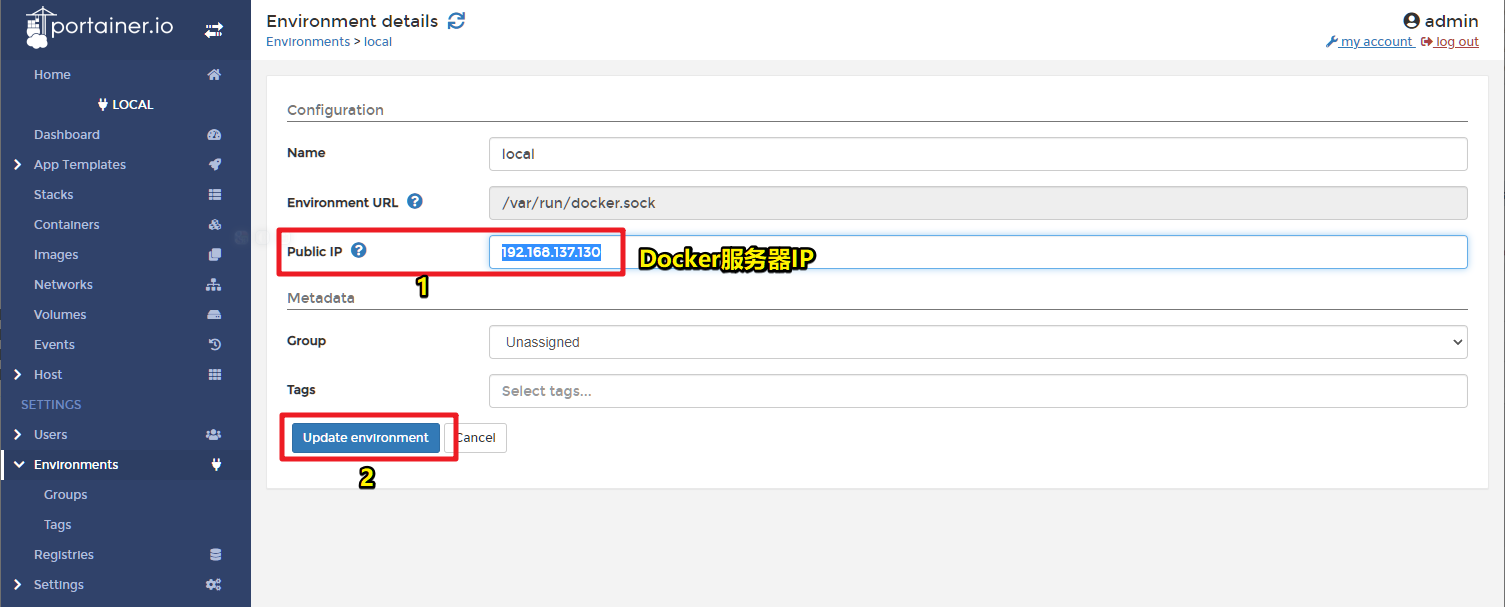 portainer.io
Home
LOCAL
Dashboard
App Templates
Stacks
Containers
Images
Networks
Volumes
Events
Host
SETTINGS
Users
Environments
Groups
Tags
Registries
Settings
Environment details
Environments > local
admin
my account log out
Configuration
Name local
Environment URL /var/run/docker.sock
Public IP 192.168.137.130 Docker服务器IP
1
Metadata
Group Unassigned
Tags Select tags...
Update environment Cancel
2